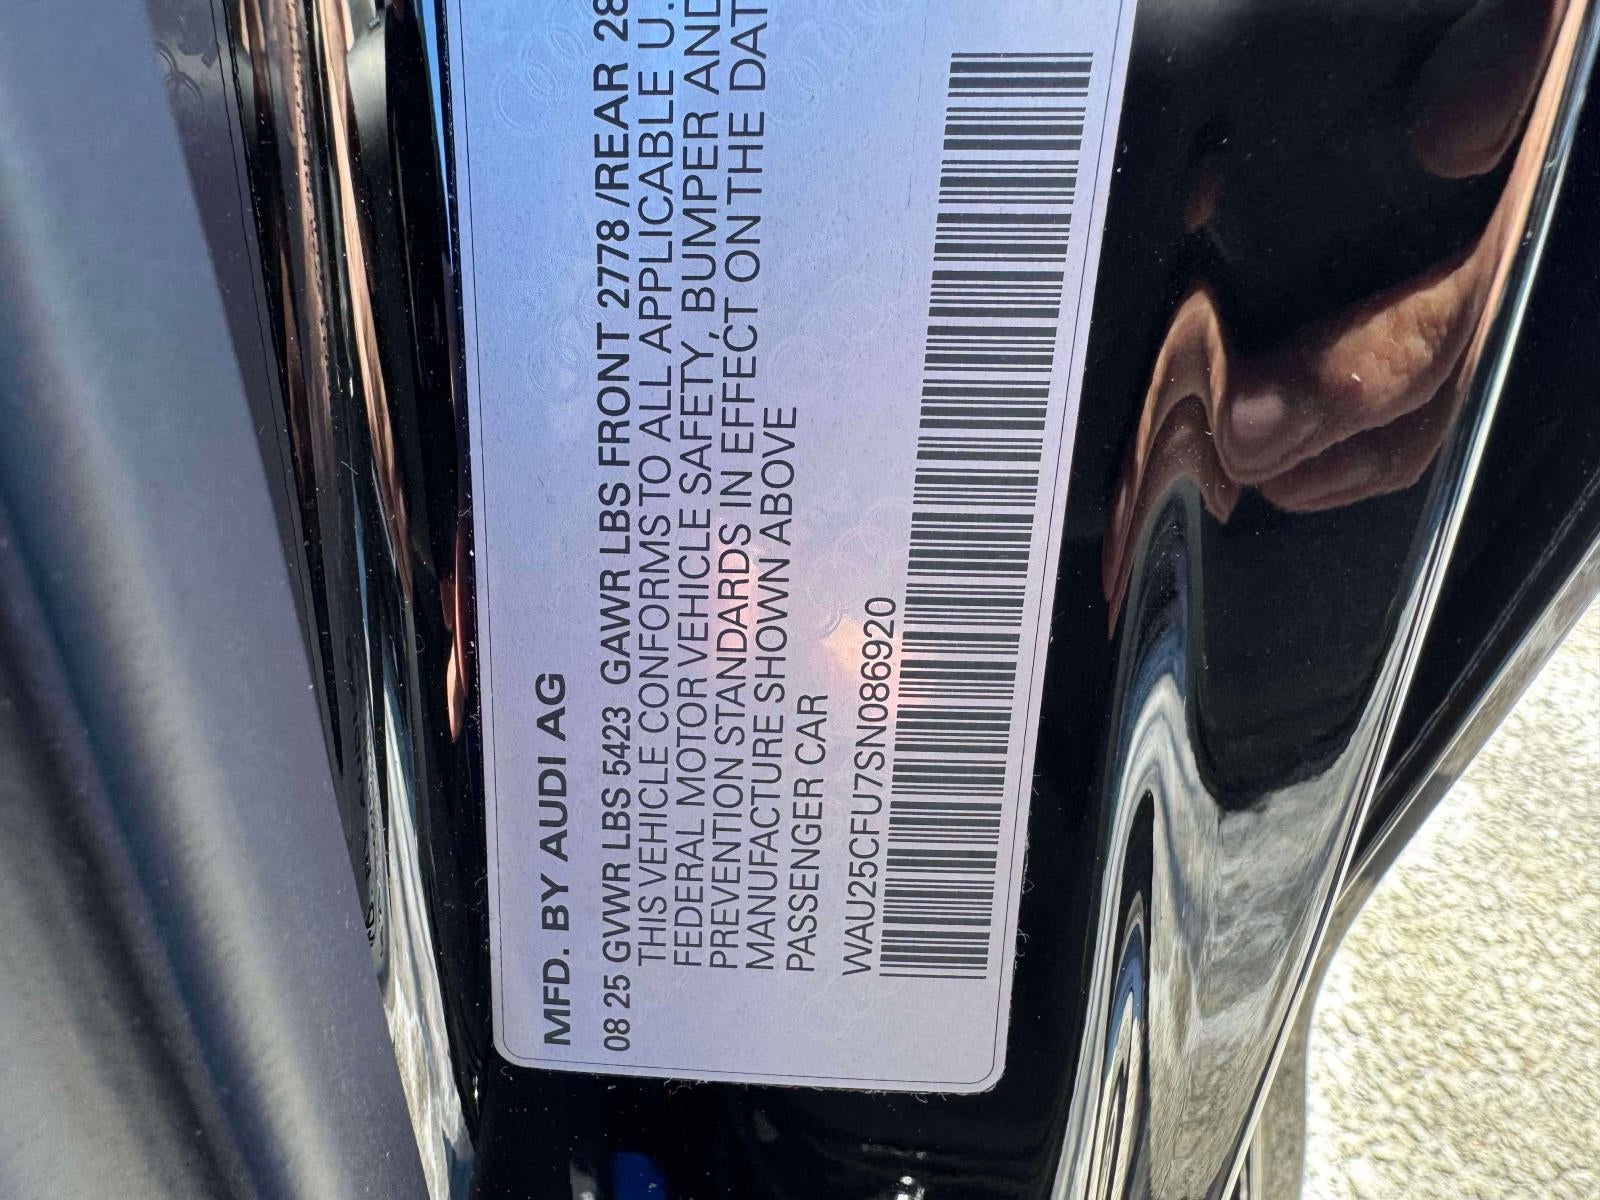 MFD. BY AUDI AG
08 25 GVWR LBS 5423 GAWR LBS FRONT 2778 /REAR 28
THIS VEHICLE CONFORMS TO ALL APPLICABLE U.
FEDERAL MOTOR VEHICLE SAFETY, BUMPER AND
PREVENTION STANDARDS IN EFFECT ON THE DAT
MANUFACTURE SHOWN ABOVE
PASSENGER CAR
WAU25CFU7SN086920